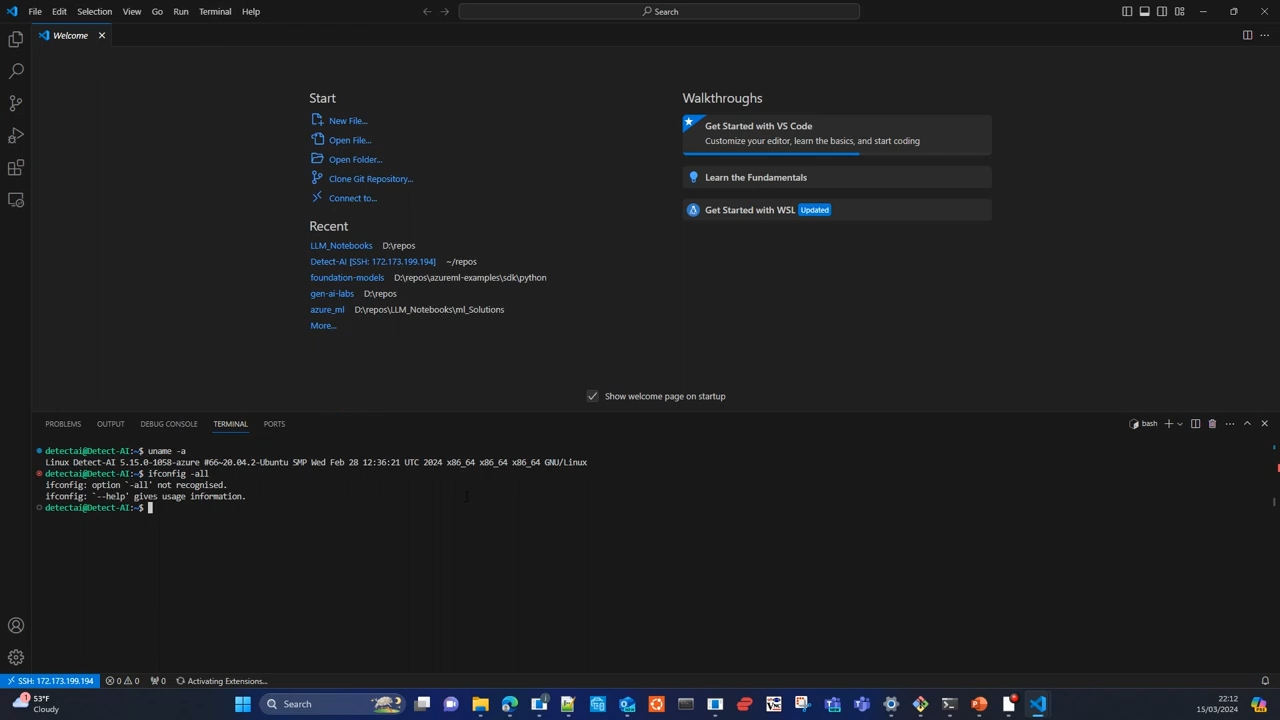 File Edit Selection View Go Run Terminal Help
Search
Welcome
Start
New File...
Open File...
Open Folder...
Clone Git Repository...
Connect to...
Recent
LLM_Notebooks D:\repos
Detect-AI [SSH: 172.173.199.194] ~/repos
foundation-models D:\repos\azureml-examples\sdk\python
gen-ai-labs D:\repos
azure_ml D:\repos\LLM_Notebooks\ml_Solutions
More...
Walkthroughs
Get Started with VS Code
Customize your editor, learn the basics, and start coding
Learn the Fundamentals
Get Started with WSL Updated
Show welcome page on startup
PROBLEMS OUTPUT DEBUG CONSOLE TERMINAL PORTS
bash
detectai@Detect-AI:~$ uname -a
Linux Detect-AI 5.15.0-1058-azure #66~20.04.2-Ubuntu SMP Wed Feb 28 12:36:21 UTC 2024 x86_64 x86_64 x86_64 GNU/Linux
detectai@Detect-AI:~$ ifconfig -all
ifconfig: option `-all' not recognised.
ifconfig: `--help' gives usage information.
detectai@Detect-AI:~$
SSH: 172.173.199.194 0 0 0 Activating Extensions...
1
53°F
Cloudy
Search
22:12
15/03/2024